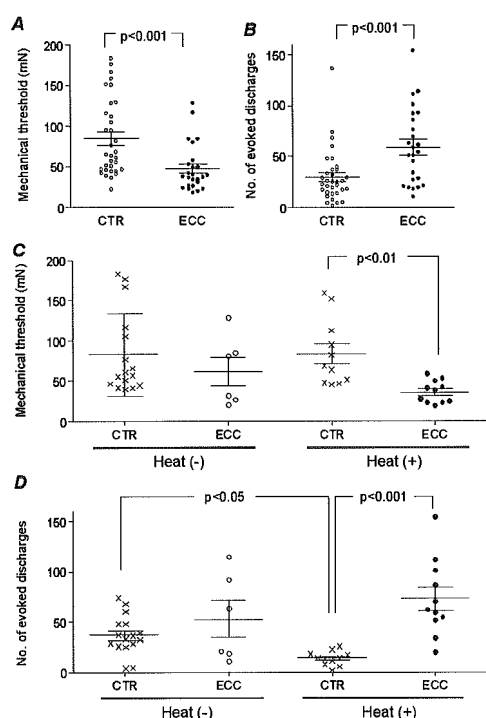 A
p<0.001
Mechanical threshold (mN)
200
150
100
50
0
CTR ECC
B
p<0.001
No. of evoked discharges
150
100
50
0
CTR ECC
C
p<0.01
Mechanical threshold (mN)
200
150
100
50
0
CTR ECC CTR ECC
Heat (-) Heat (+)
D
p<0.05 p<0.001
No. of evoked discharges
150
100
50
0
CTR ECC CTR ECC
Heat (-) Heat (+)